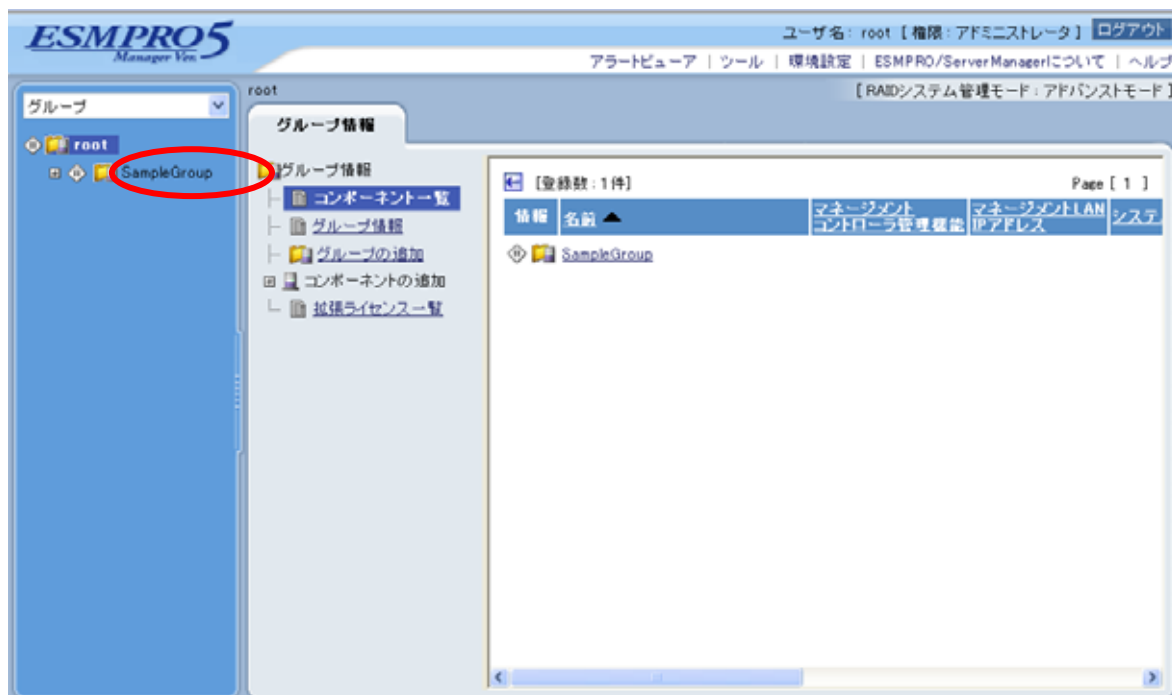 ESMPRO5
Manager Ver.
ユーザ名: root [権限: アドミニストレータ] ログアウト
アラートビューア | ツール | 環境設定 | ESMPRO/ServerManagerについて | ヘルプ
グループ
root
SampleGroup
root
[RAIDシステム管理モード: アドバンストモード]
グループ情報
グループ情報
コンポーネント一覧
グループ情報
グループの追加
コンポーネントの追加
拡張ライセンス一覧
[登録数: 1件] Page [ 1 ]
情報 名前 ▲ マネージメントコントローラ管理機能 マネージメントLAN IPアドレス システ
SampleGroup